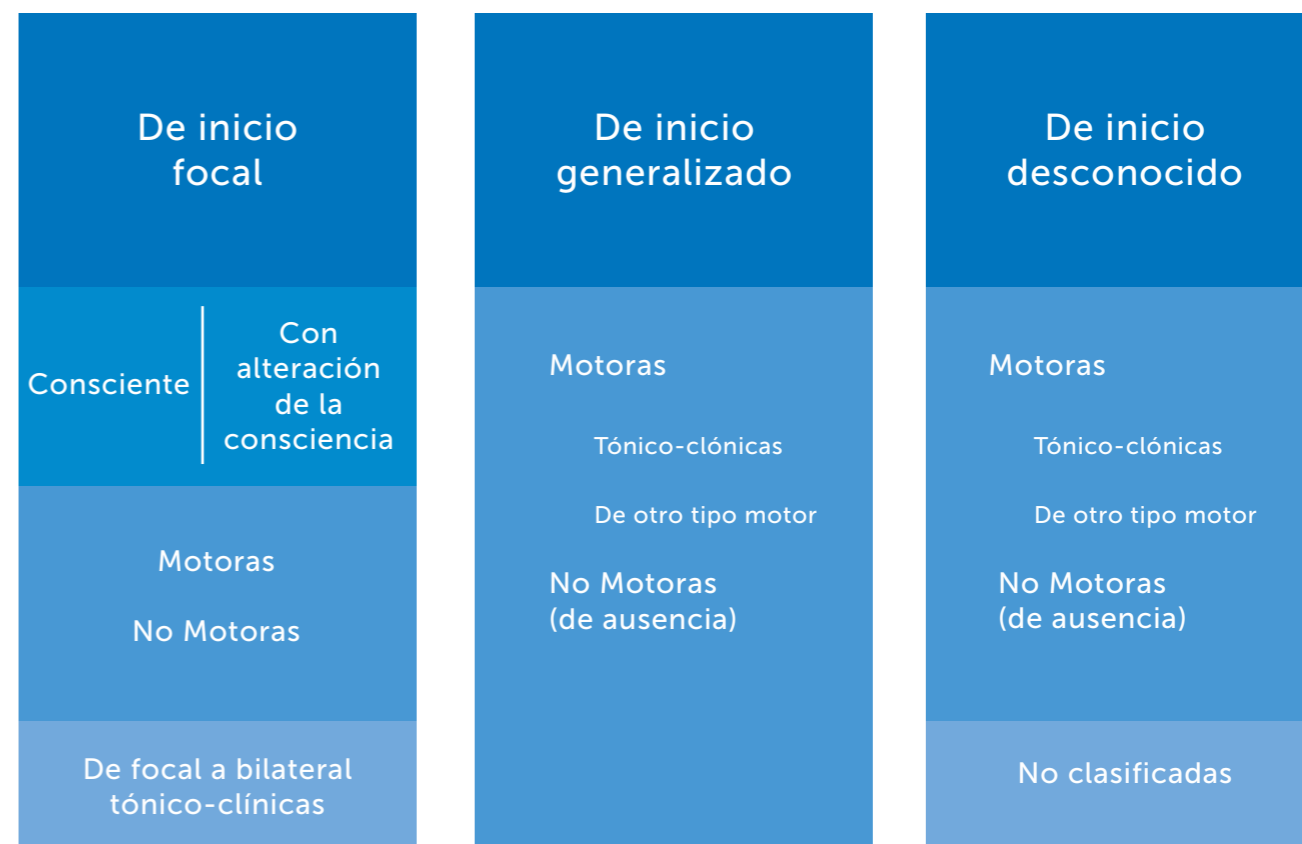 De inicio
focal
Consciente
Con
alteración
de la
consciencia
Motoras
No Motoras
De focal a bilateral
tónico-clínicas
De inicio
generalizado
Motoras
Tónico-clónicas
De otro tipo motor
No Motoras
(de ausencia)
De inicio
desconocido
Motoras
Tónico-clónicas
De otro tipo motor
No Motoras
(de ausencia)
No clasificadas